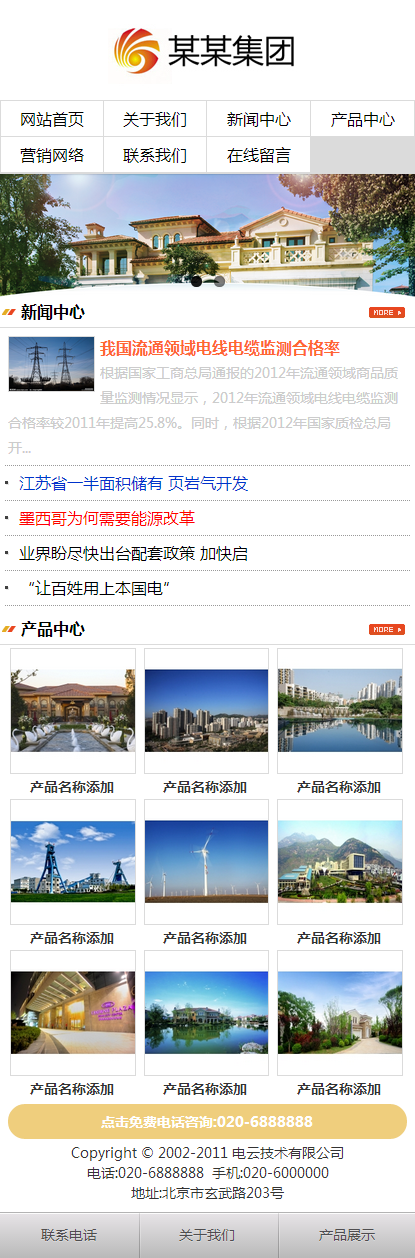 某某集团
网站首页 关于我们 新闻中心 产品中心
营销网络 联系我们 在线留言
新闻中心 MORE
我国流通领域电线电缆监测合格率
根据国家工商总局通报的2012年流通领域商品质
量监测情况显示，2012年流通领域电线电缆监测
合格率较2011年提高25.8%。同时，根据2012年国家质检总局
开...
江苏省一半面积储有 页岩气开发
墨西哥为何需要能源改革
业界盼尽快出台配套政策 加快启
“让百姓用上本国电”
产品中心 MORE
产品名称添加 产品名称添加 产品名称添加
产品名称添加 产品名称添加 产品名称添加
产品名称添加 产品名称添加 产品名称添加
点击免费电话咨询:020-6888888
Copyright © 2002-2011 电云技术有限公司
电话:020-6888888 手机:020-6000000
地址:北京市玄武路203号
联系电话 关于我们 产品展示